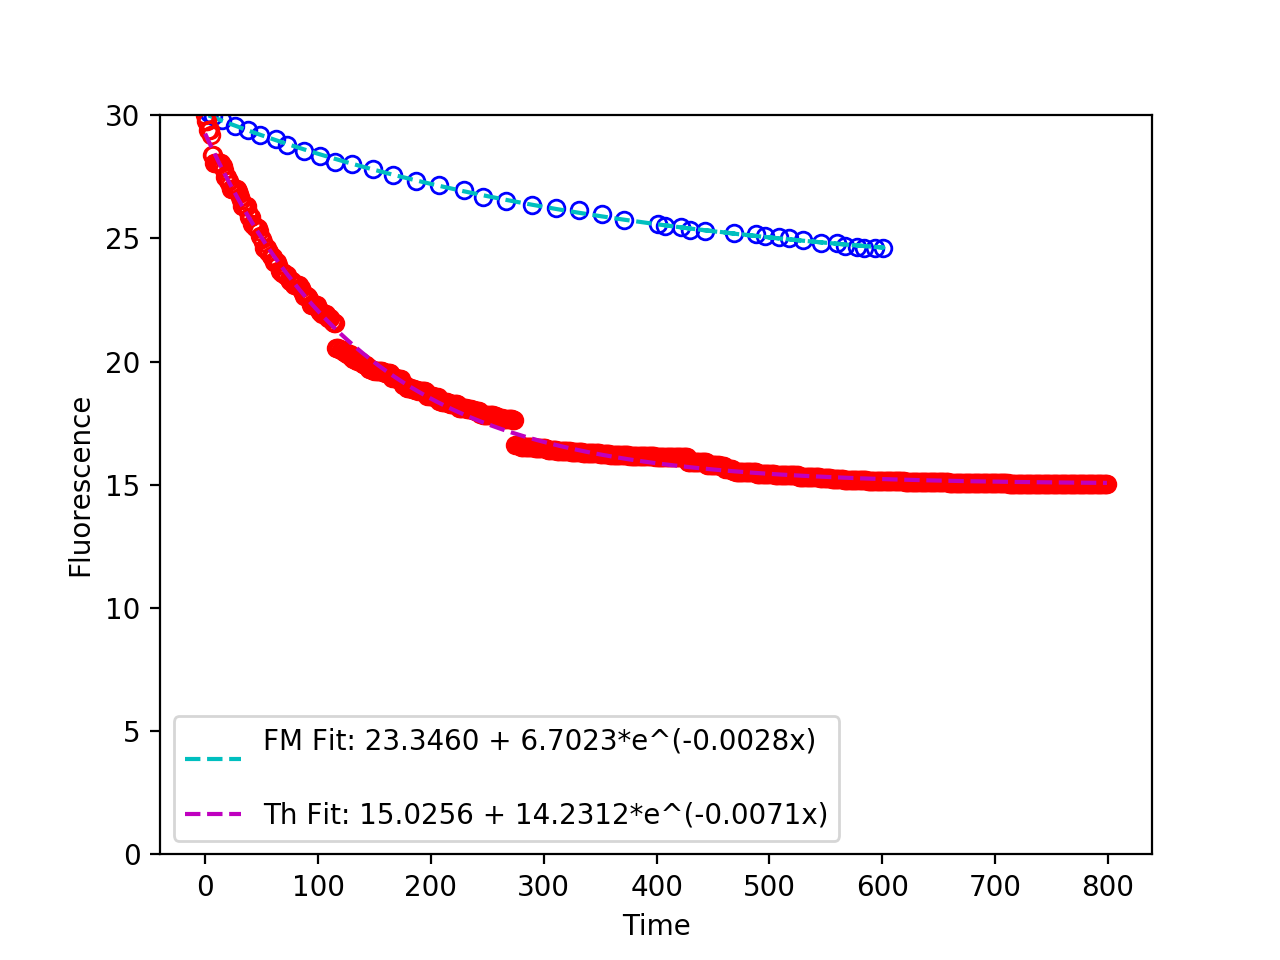 30
25
20
15
10
5
0
Fluorescence
FM Fit: 23.3460 + 6.7023*e^(-0.0028x)
Th Fit: 15.0256 + 14.2312*e^(-0.0071x)
0 100 200 300 400 500 600 700 800
Time